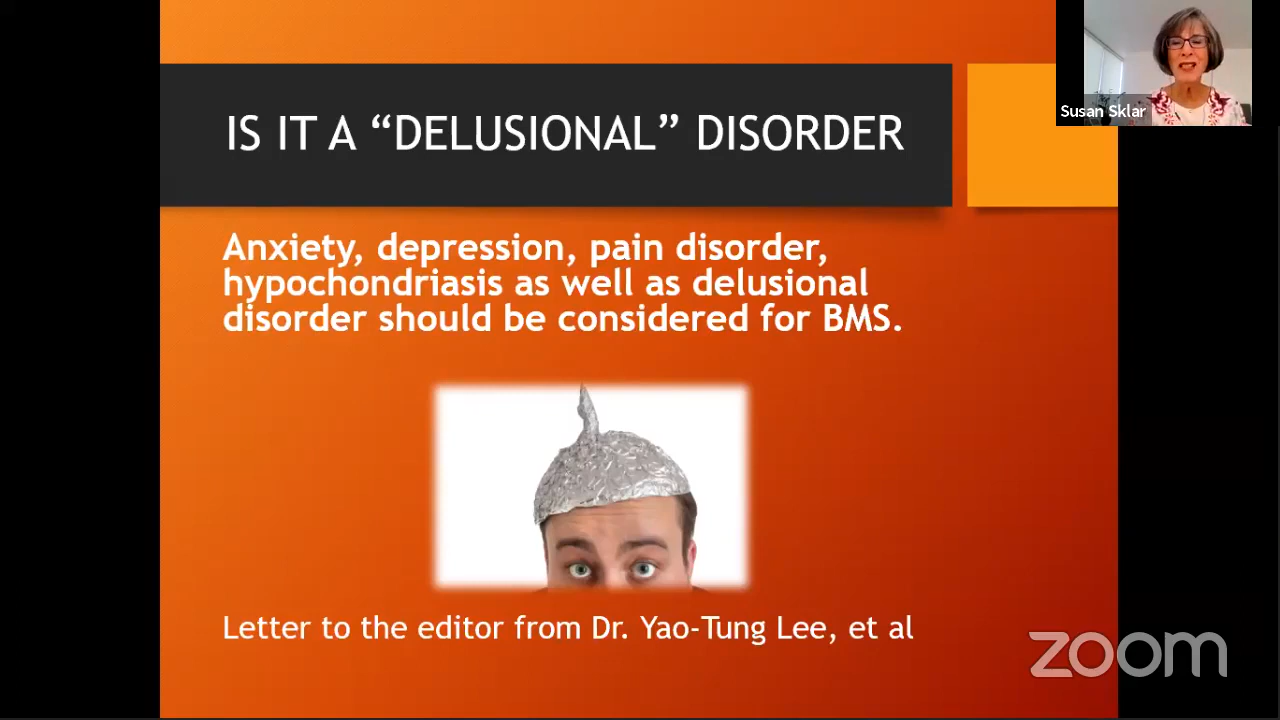 IS IT A “DELUSIONAL” DISORDER
Susan Sklar
Anxiety, depression, pain disorder,
hypochondriasis as well as delusional
disorder should be considered for BMS.
Letter to the editor from Dr. Yao-Tung Lee, et al
zoom